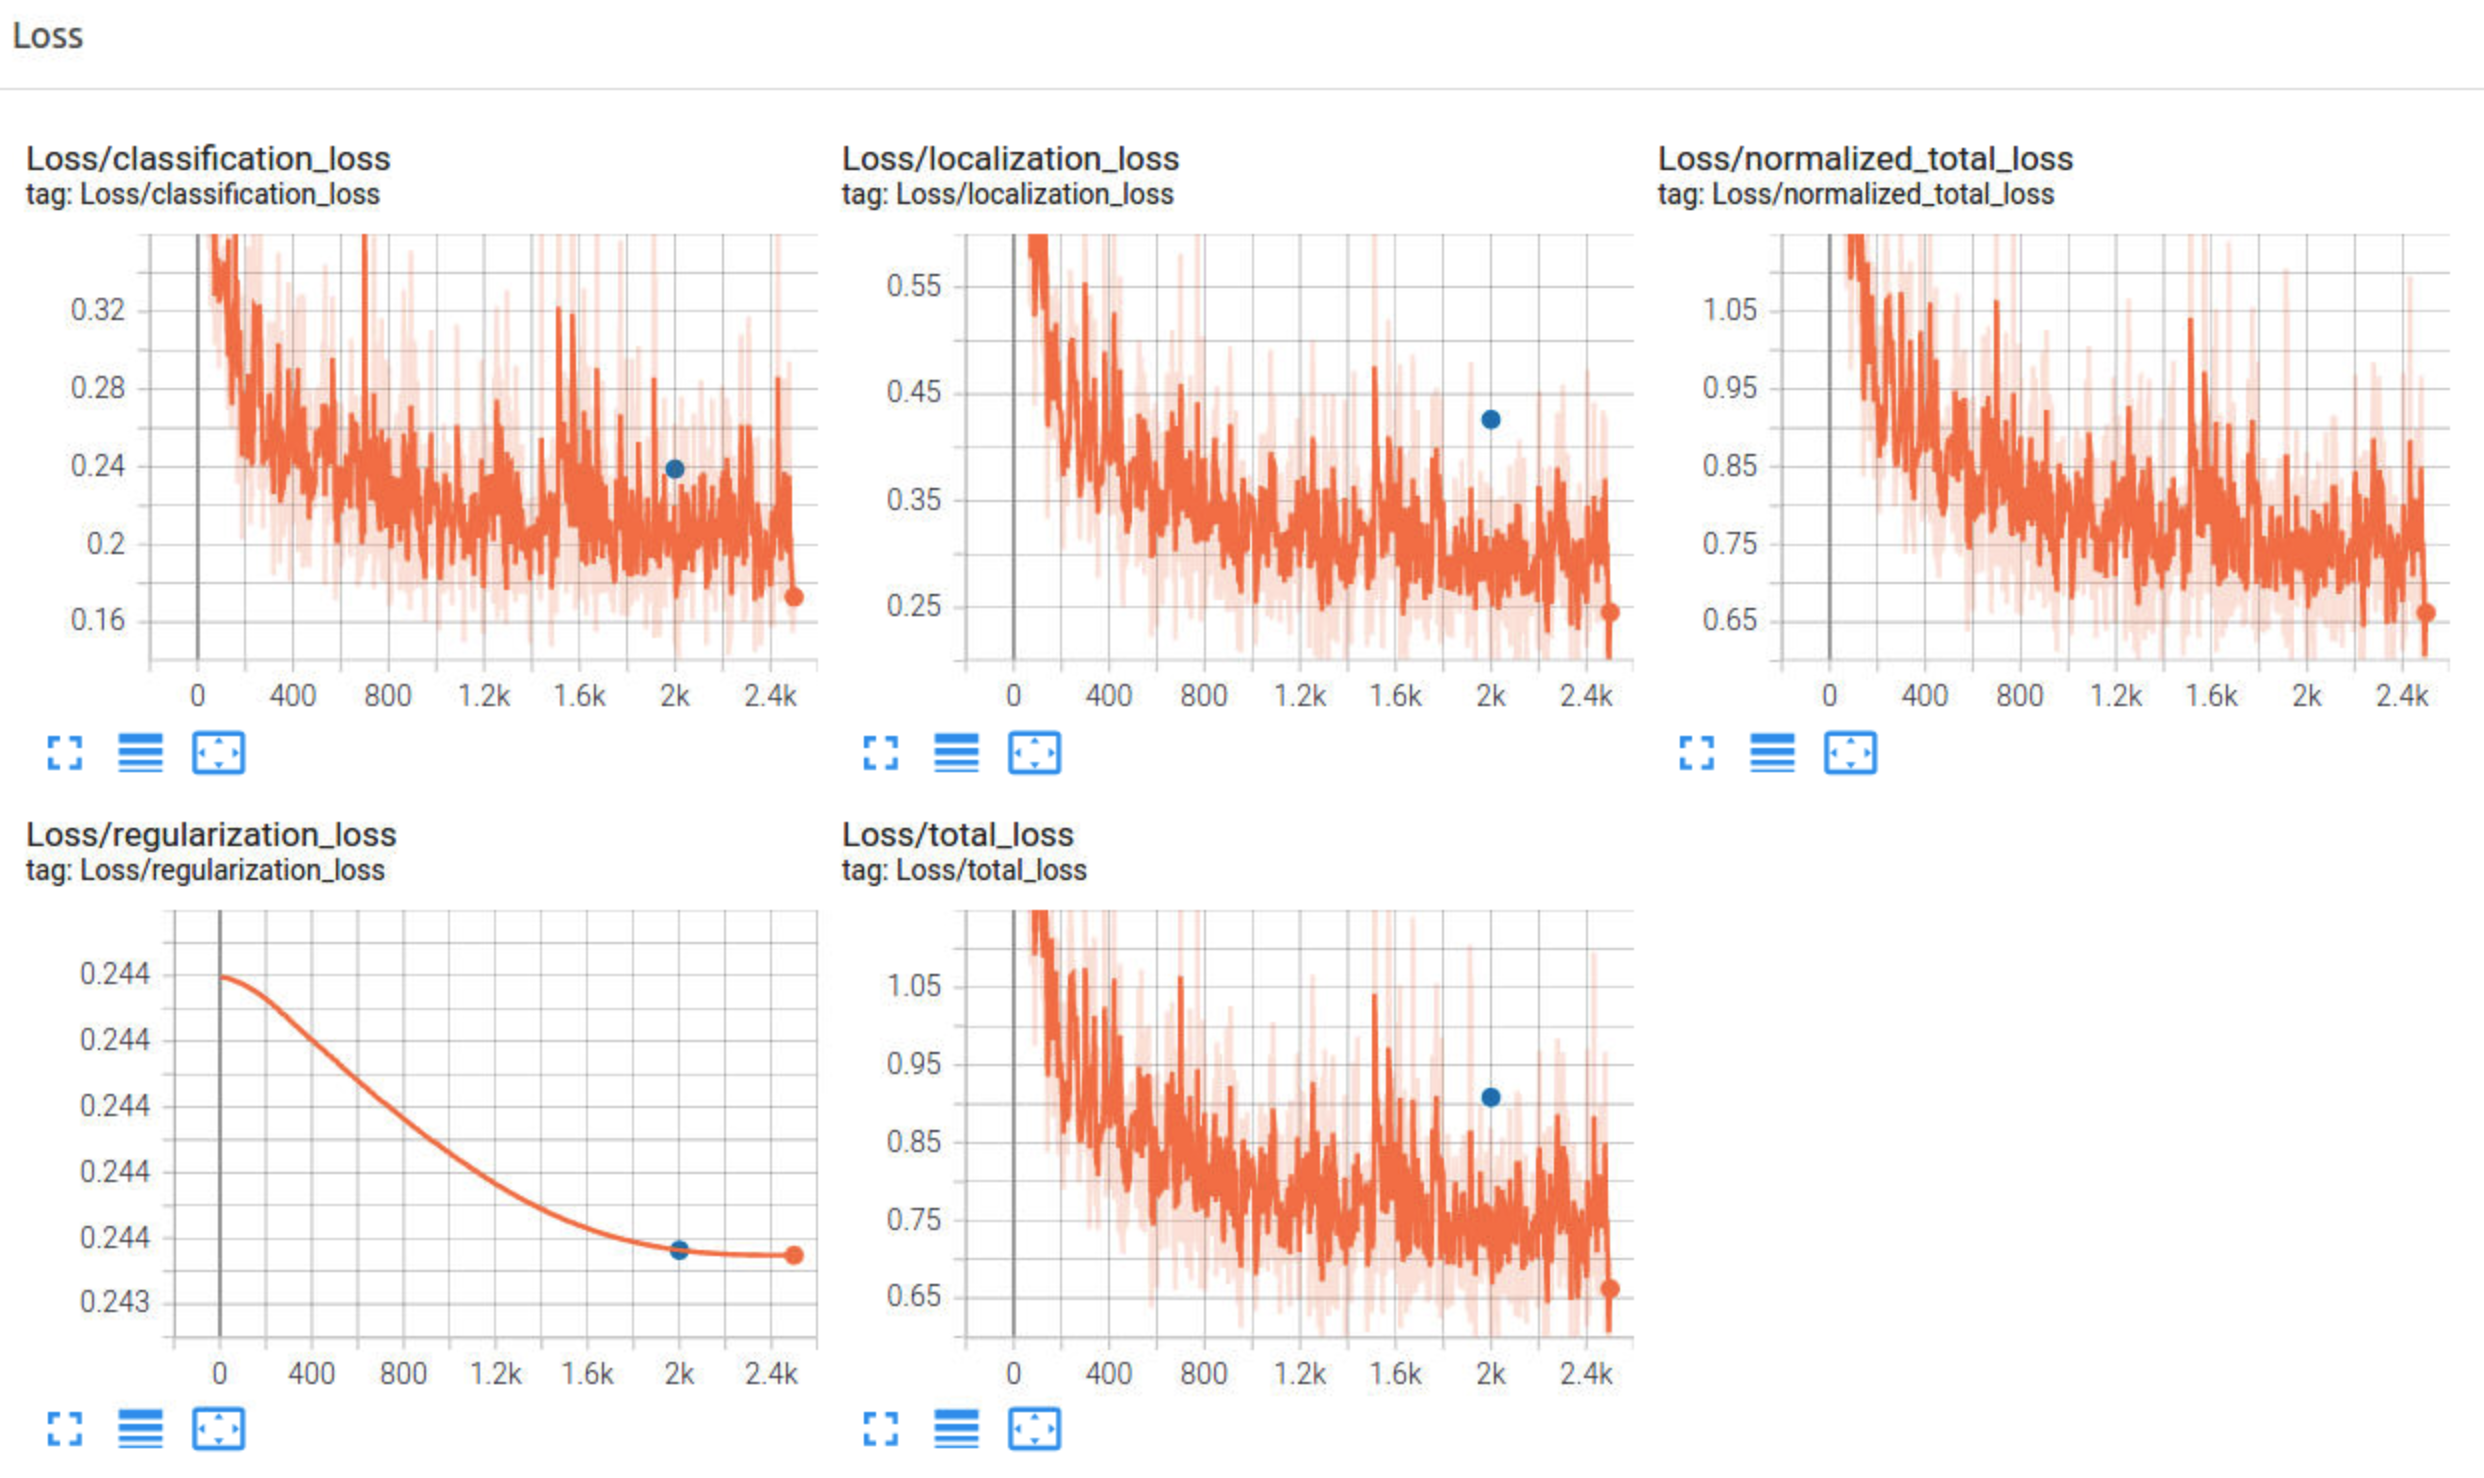 Loss
Loss/classification_loss
tag: Loss/classification_loss
0.32
0.28
0.24
0.2
0.16
0 400 800 1.2k 1.6k 2k 2.4k
Loss/localization_loss
tag: Loss/localization_loss
0.55
0.45
0.35
0.25
0 400 800 1.2k 1.6k 2k 2.4k
Loss/normalized_total_loss
tag: Loss/normalized_total_loss
1.05
0.95
0.85
0.75
0.65
0 400 800 1.2k 1.6k 2k 2.4k
Loss/regularization_loss
tag: Loss/regularization_loss
0.244
0.244
0.244
0.244
0.244
0.243
0 400 800 1.2k 1.6k 2k 2.4k
Loss/total_loss
tag: Loss/total_loss
1.05
0.95
0.85
0.75
0.65
0 400 800 1.2k 1.6k 2k 2.4k